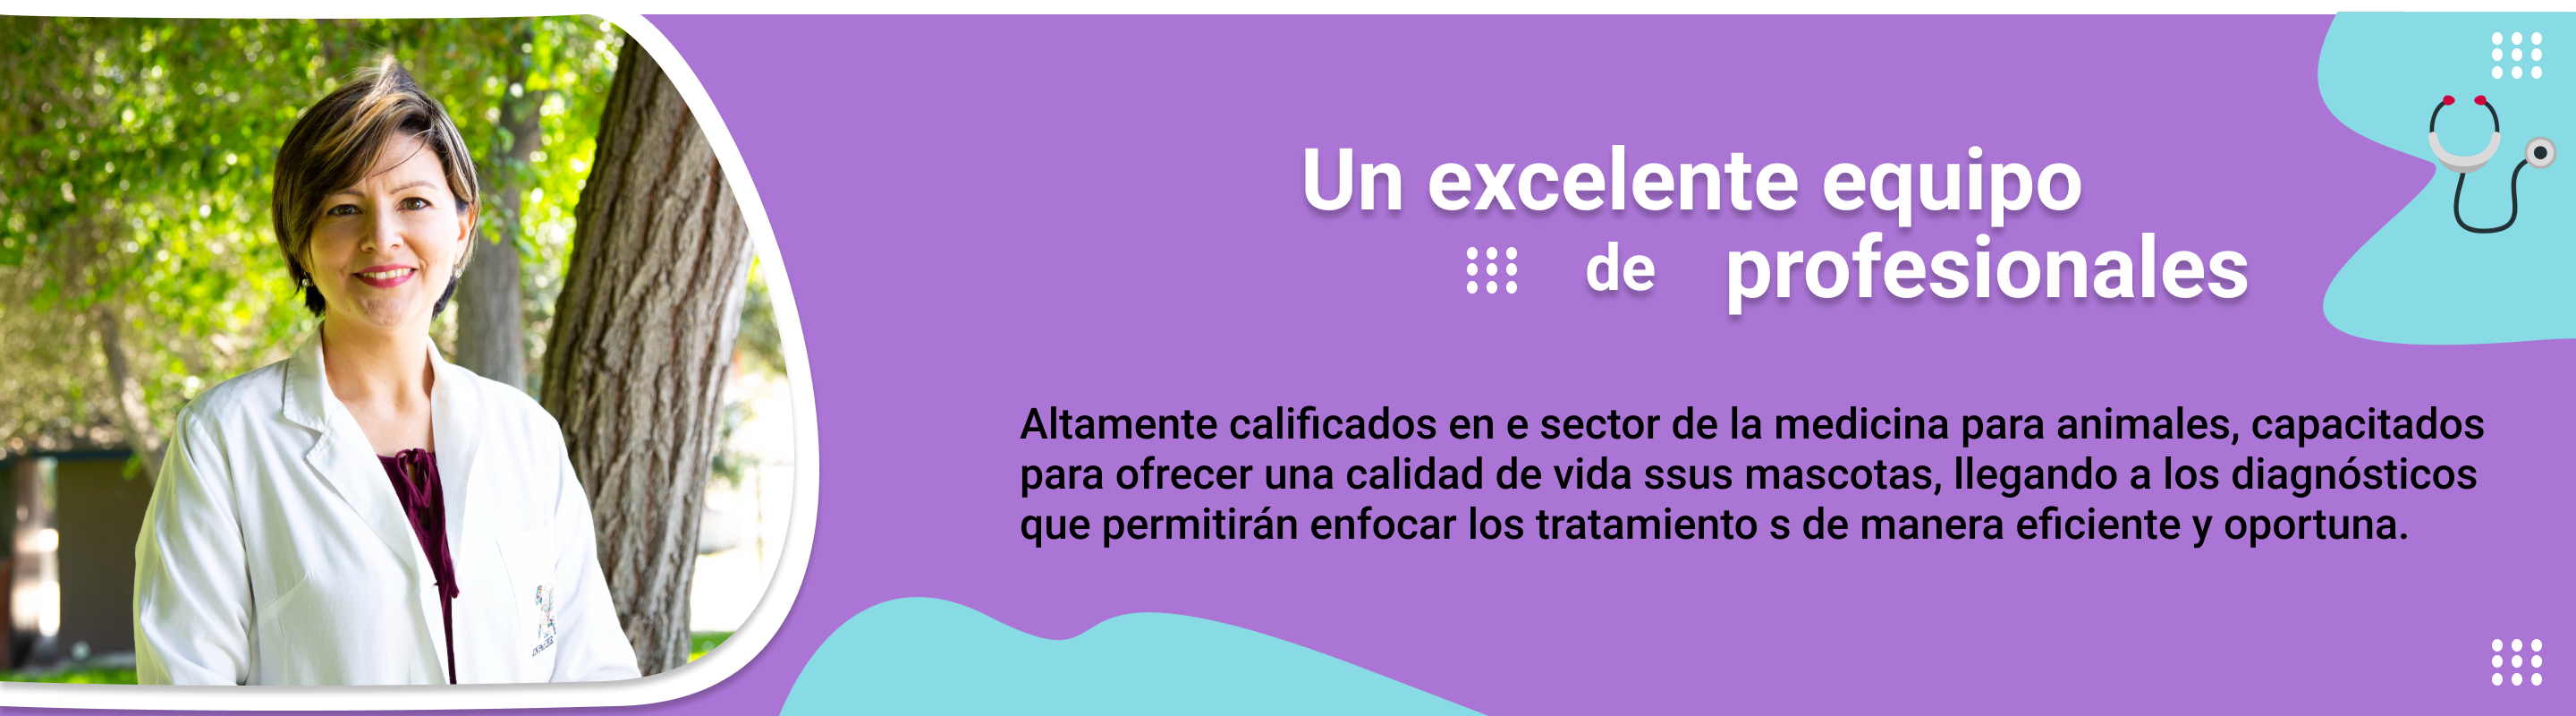 Un excelente equipo
de profesionales
Altamente calificados en e sector de la medicina para animales, capacitados
para ofrecer una calidad de vida ssus mascotas, llegando a los diagnósticos
que permitirán enfocar los tratamiento s de manera eficiente y oportuna.